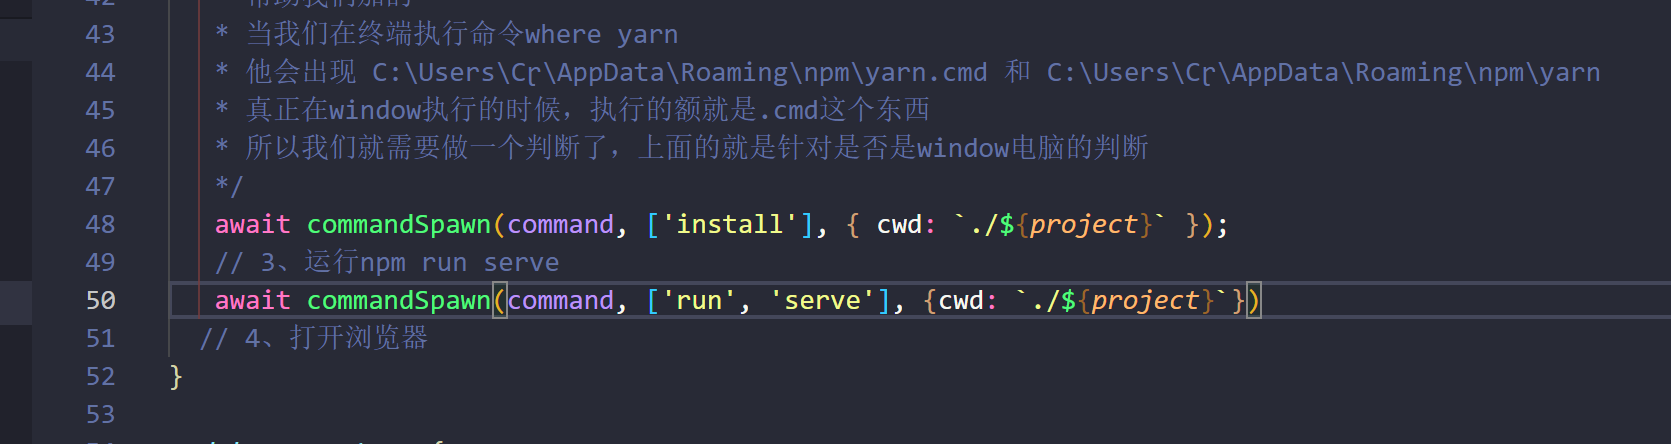 43 * 当我们在终端执行命令where yarn
44 * 他会出现 C:\Users\Cɽ\AppData\Roaming\npm\yarn.cmd 和 C:\Users\Cɽ\AppData\Roaming\npm\yarn
45 * 真正在window执行的时候，执行的额就是.cmd这个东西
46 * 所以我们就需要做一个判断了，上面的就是针对是否是window电脑的判断
47 */
48 await commandSpawn(command, ['install'], { cwd: `./${project}` });
49 // 3、运行npm run serve
50 await commandSpawn(command, ['run', 'serve'], {cwd: `./${project}`})
51 // 4、打开浏览器
52 }
53